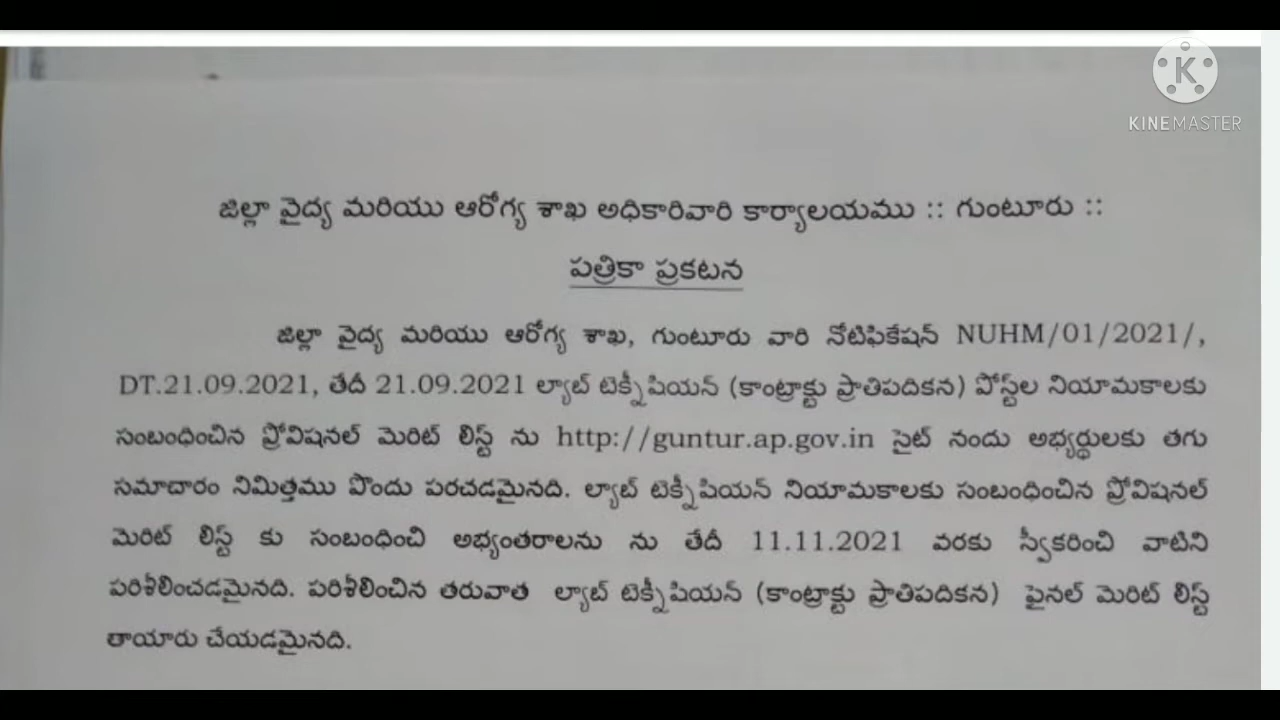 KINEMASTER
జిల్లా వైద్య మరియు ఆరోగ్య శాఖ అధికారివారి కార్యాలయము :: గుంటూరు ::
పత్రికా ప్రకటన
జిల్లా వైద్య మరియు ఆరోగ్య శాఖ, గుంటూరు వారి నోటిఫికేషన్ NUHM/01/2021/,
DT.21.09.2021, తేదీ 21.09.2021 ల్యాబ్ టెక్నీషియన్ (కాంట్రాక్టు ప్రాతిపదికన) పోస్ట్‌ల నియామకాలకు
సంబంధించిన ప్రోవిషనల్ మెరిట్ లిస్ట్ ను http://guntur.ap.gov.in సైట్ నందు అభ్యర్థులకు తగు
సమాచారం నిమిత్తము పొందు పరచడమైనది. ల్యాబ్ టెక్నీషియన్ నియామకాలకు సంబంధించిన ప్రోవిషనల్
మెరిట్ లిస్ట్ కు సంబంధించి అభ్యంతరాలను ను తేదీ 11.11.2021 వరకు స్వీకరించి వాటిని
పరిశీలించడమైనది. పరిశీలించిన తరువాత ల్యాబ్ టెక్నీషియన్ (కాంట్రాక్టు ప్రాతిపదికన) ఫైనల్ మెరిట్ లిస్ట్
తాయారు చేయడమైనది.